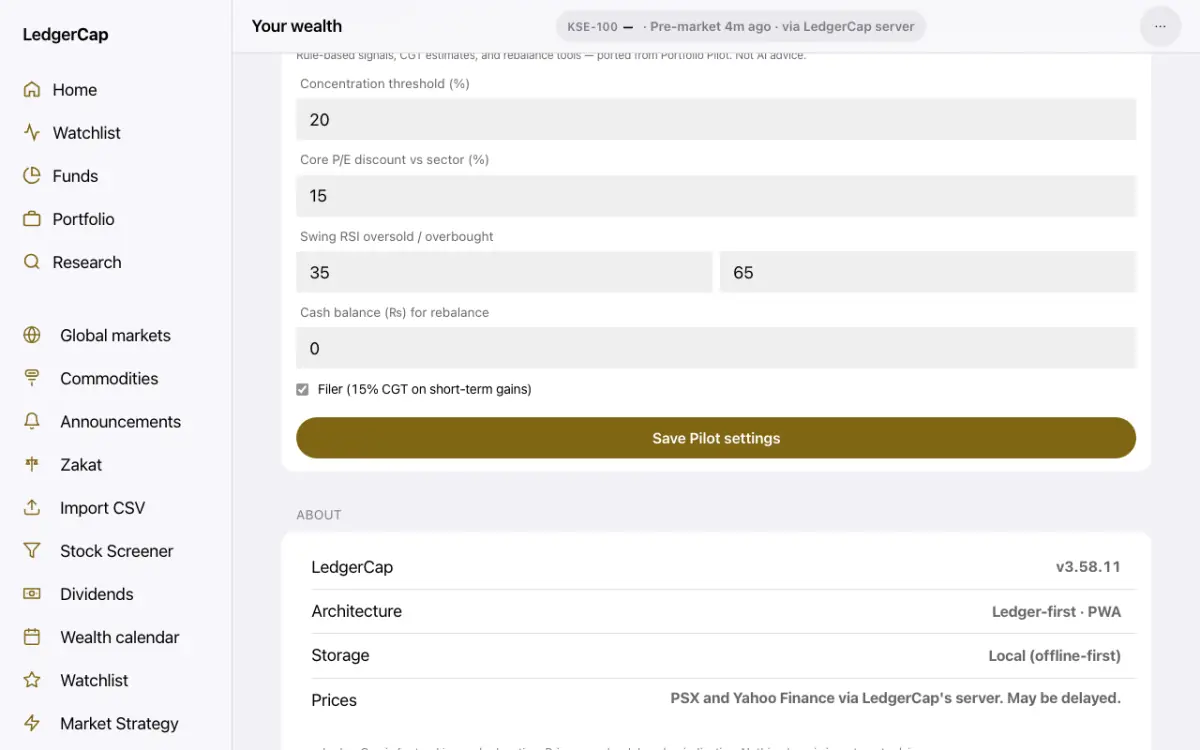 LedgerCap
Home
Watchlist
Funds
Portfolio
Research
Global markets
Commodities
Announcements
Zakat
Import CSV
Stock Screener
Dividends
Wealth calendar
Watchlist
Market Strategy
Your wealth
KSE-100 — · Pre-market 4m ago · via LedgerCap server
...
Rule-based signals, CGT estimates, and rebalance tools — ported from Portfolio Pilot. Not AI advice.
Concentration threshold (%)
20
Core P/E discount vs sector (%)
15
Swing RSI oversold / overbought
35 65
Cash balance (₨) for rebalance
0
Filer (15% CGT on short-term gains)
Save Pilot settings
ABOUT
LedgerCap v3.58.11
Architecture Ledger-first · PWA
Storage Local (offline-first)
Prices PSX and Yahoo Finance via LedgerCap's server. May be delayed.